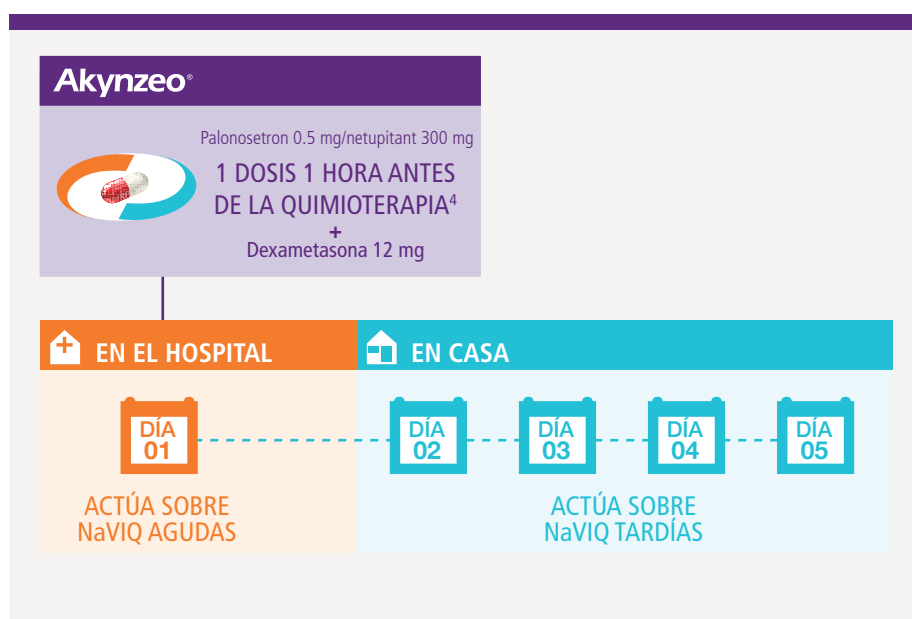 Akynzeo®
Palonosetron 0.5 mg/netupitant 300 mg
1 DOSIS 1 HORA ANTES
DE LA QUIMIOTERAPIA⁴
+
Dexametasona 12 mg
EN EL HOSPITAL
EN CASA
DÍA
01
DÍA
02
DÍA
03
DÍA
04
DÍA
05
ACTÚA SOBRE
NaVIQ AGUDAS
ACTÚA SOBRE
NaVIQ TARDÍAS